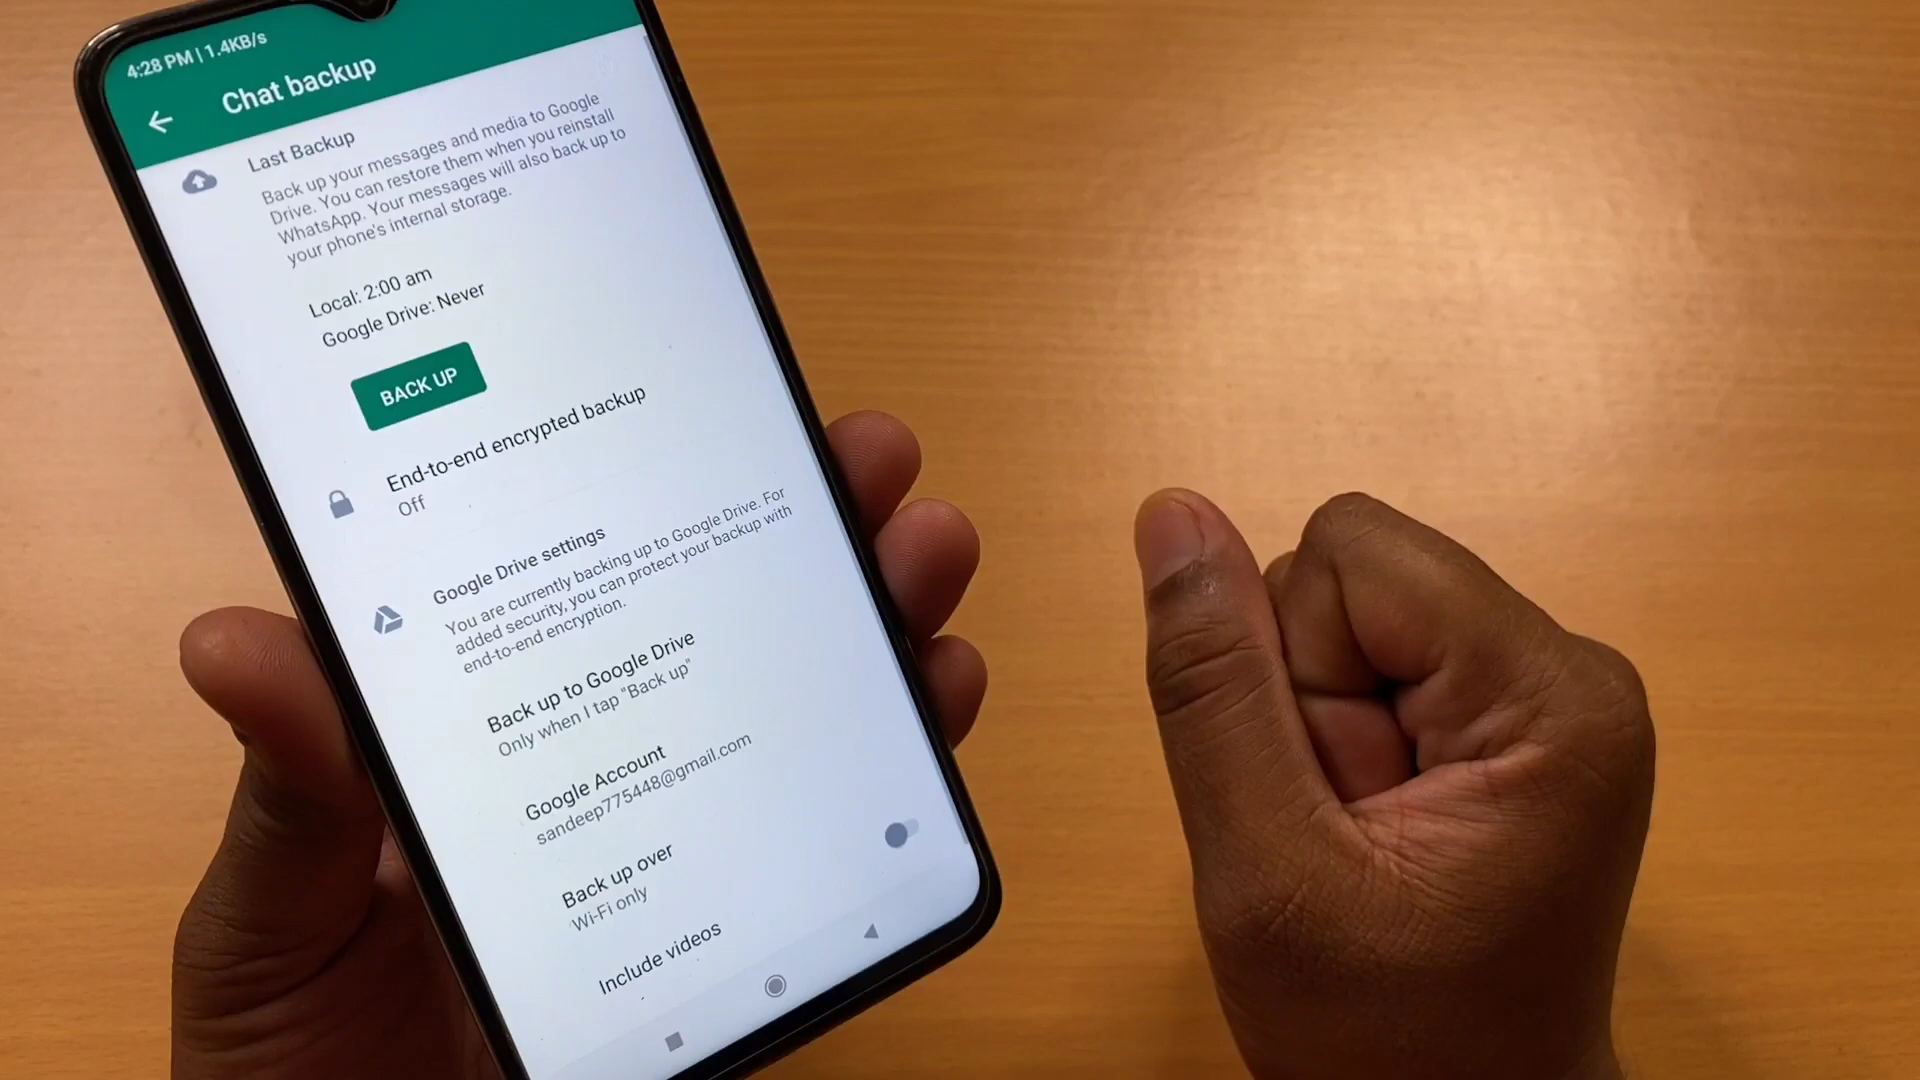 4:28 PM | 1.4KB/s
Chat backup
Last Backup
Back up your messages and media to Google
Drive. You can restore them when you reinstall
WhatsApp. Your messages will also back up to
your phone's internal storage.
Local: 2:00 am
Google Drive: Never
BACK UP
End-to-end encrypted backup
Off
Google Drive settings
You are currently backing up to Google Drive. For
added security, you can protect your backup with
end-to-end encryption.
Back up to Google Drive
Only when I tap "Back up"
Google Account
sandeep775448@gmail.com
Back up over
Wi-Fi only
Include videos